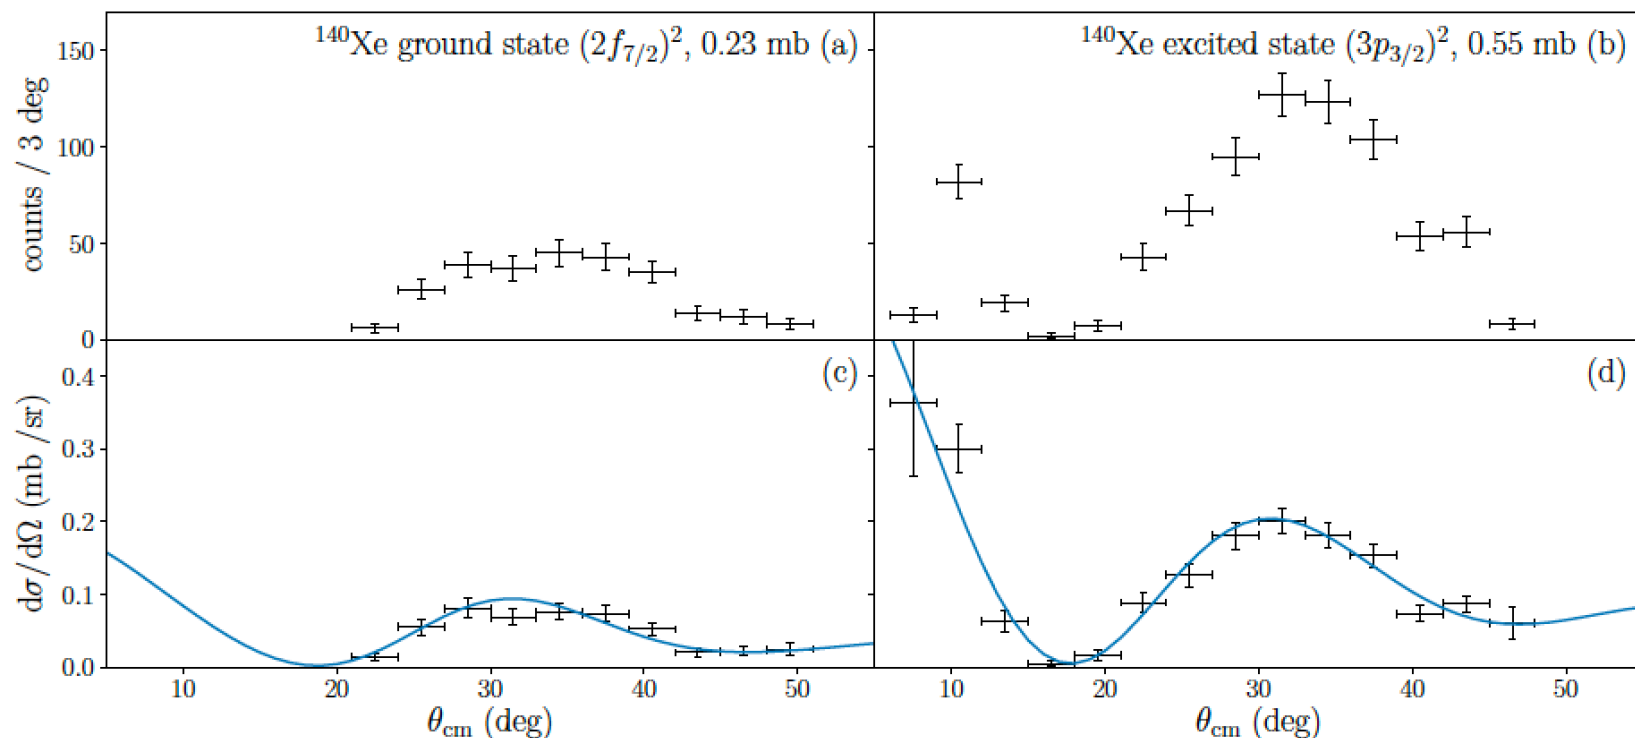 ¹⁴⁰Xe ground state (2f₇/₂)², 0.23 mb (a)
¹⁴⁰Xe excited state (3p₃/₂)², 0.55 mb (b)
counts / 3 deg
150
100
50
0
(c)
(d)
dσ/dΩ (mb /sr)
0.4
0.3
0.2
0.1
0.0
10 20 30 40 50
10 20 30 40 50
θcm (deg)
θcm (deg)